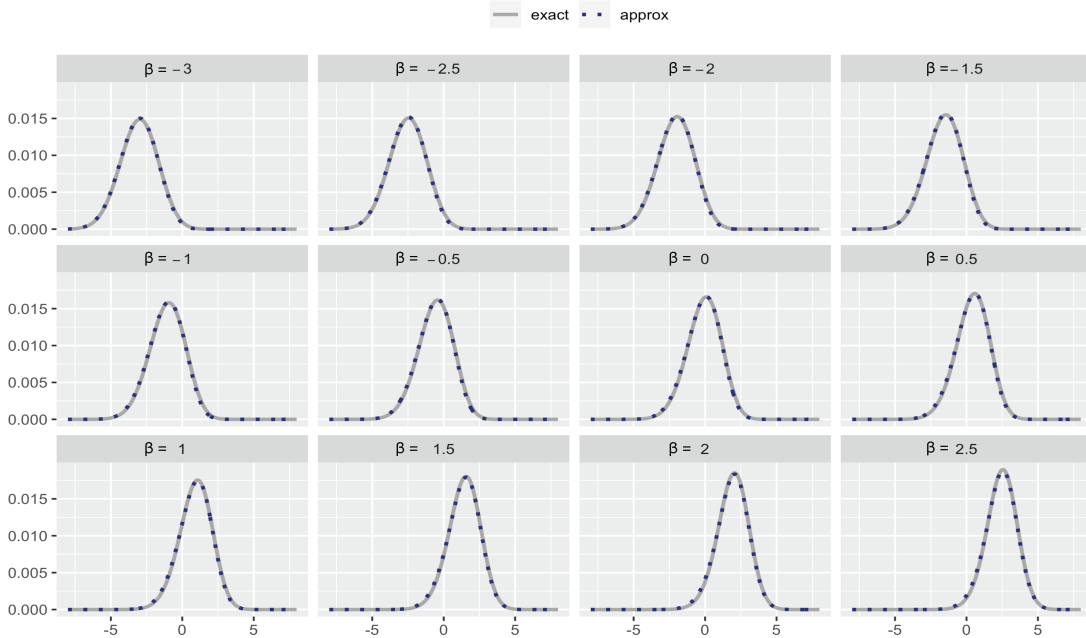 exact approx
β = −3 β = −2.5 β = −2 β =−1.5
0.015
0.010
0.005
0.000
β = −1 β = −0.5 β = 0 β = 0.5
0.015
0.010
0.005
0.000
β = 1 β = 1.5 β = 2 β = 2.5
0.015
0.010
0.005
0.000
-5 0 5 -5 0 5 -5 0 5 -5 0 5